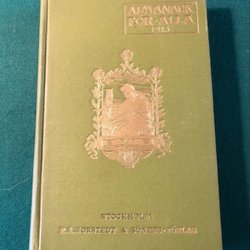 ALMANACK
FÖR·ALLA
1913
STOCKHOLM
P. A. NORSTEDT & SÖNERS FÖRLAG